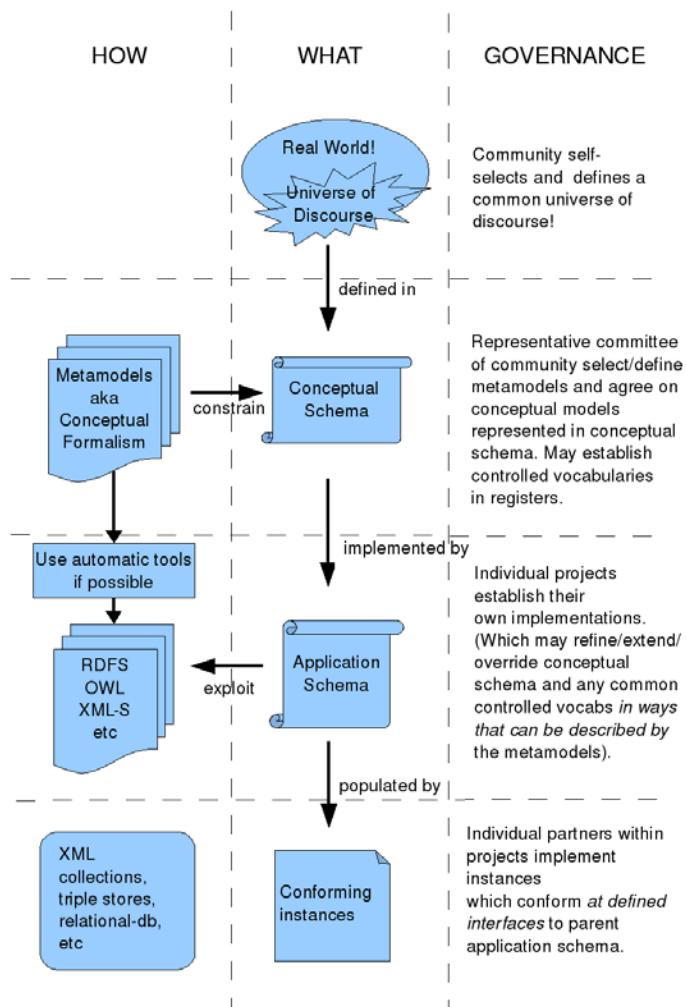 HOW
WHAT
GOVERNANCE
Real World!
Universe of
Discourse
Community self-
selects and defines a
common universe of
discourse!
defined in
Metamodels
aka
Conceptual
Formalism
constrain
Conceptual
Schema
Representative committee
of community select/define
metamodels and agree on
conceptual models
represented in conceptual
schema. May establish
controlled vocabularies
in registers.
implemented by
Use automatic tools
if possible
RDFS
OWL
XML-S
etc
exploit
Application
Schema
Individual projects
establish their
own implementations.
(Which may refine/extend/
override conceptual
schema and any common
controlled vocabs in ways
that can be described by
the metamodels).
populated by
XML
collections,
triple stores,
relational-db,
etc
Conforming
instances
Individual partners within
projects implement
instances
which conform at defined
interfaces to parent
application schema.